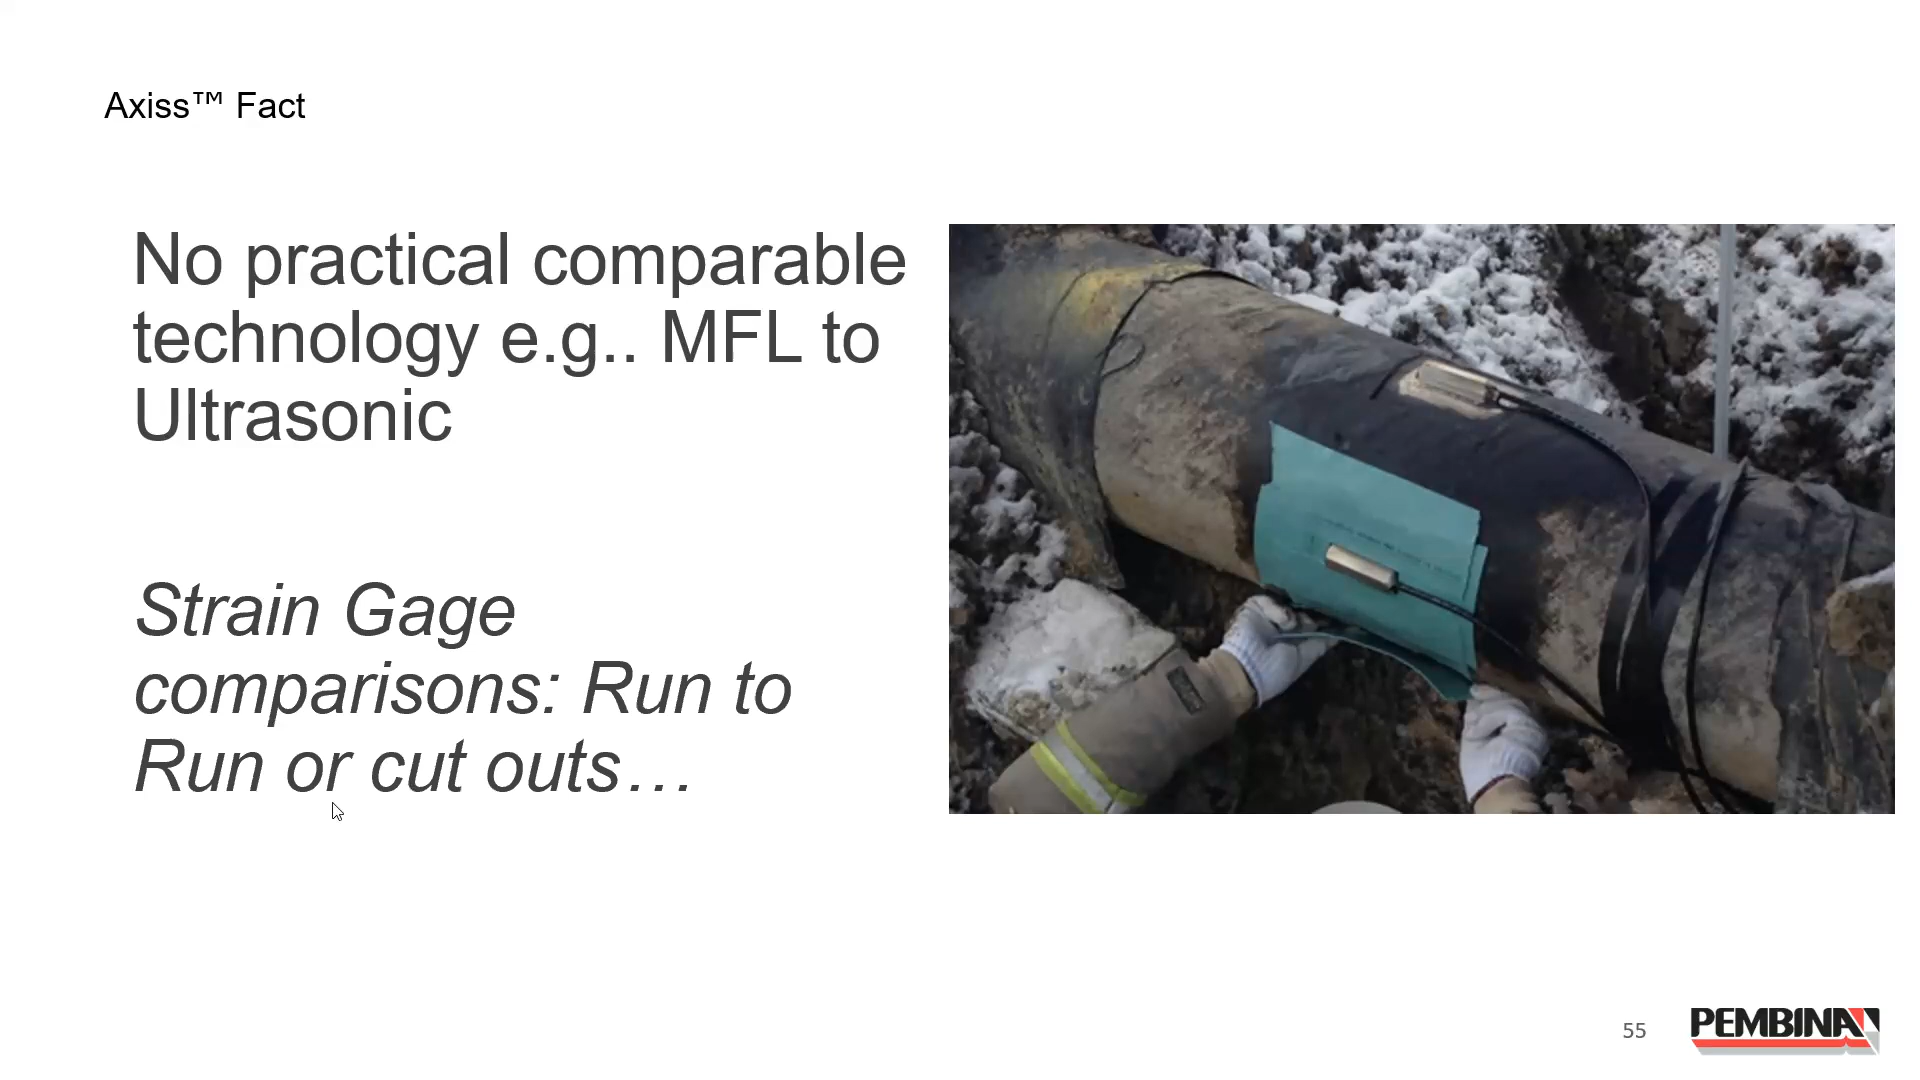 Axiss™ Fact
No practical comparable
technology e.g.. MFL to
Ultrasonic
Strain Gage
comparisons: Run to
Run or cut outs…
55
PEMBINA